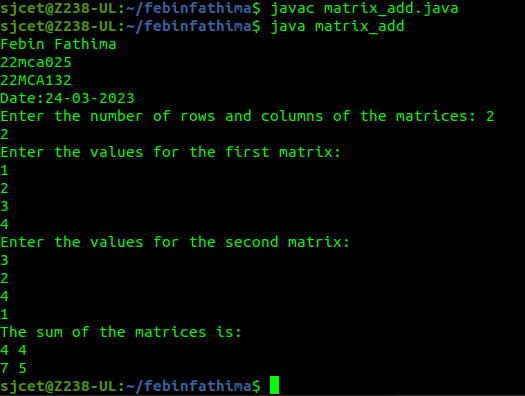 sjcet@Z238-UL:~/febinfathima$ javac matrix_add.java
sjcet@Z238-UL:~/febinfathima$ java matrix_add
Febin Fathima
22mca025
22MCA132
Date:24-03-2023
Enter the number of rows and columns of the matrices: 2
2
Enter the values for the first matrix:
1
2
3
4
Enter the values for the second matrix:
3
2
4
1
The sum of the matrices is:
4 4
7 5
sjcet@Z238-UL:~/febinfathima$